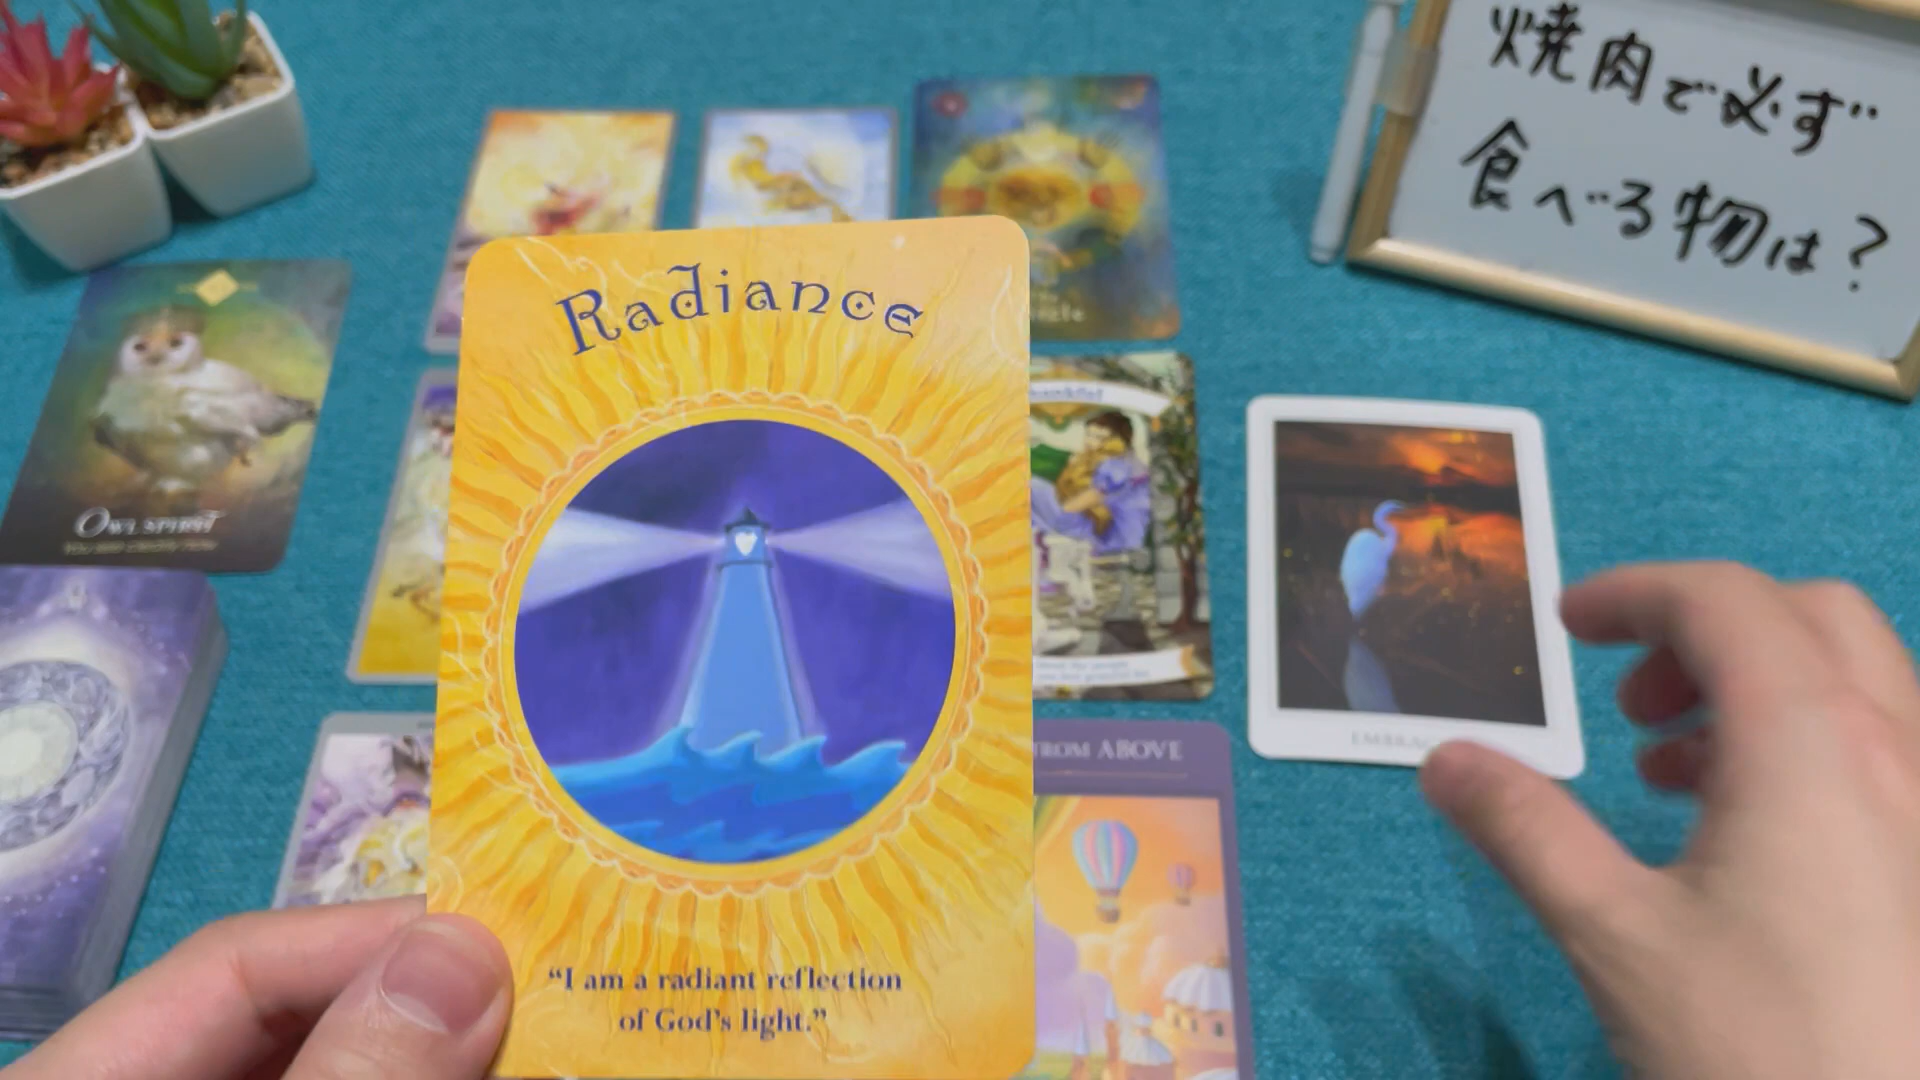 焼肉で必ず
食べる物は？
Radiance
OWL SPIRIT
FROM ABOVE
“I am a radiant reflection
of God's light.”